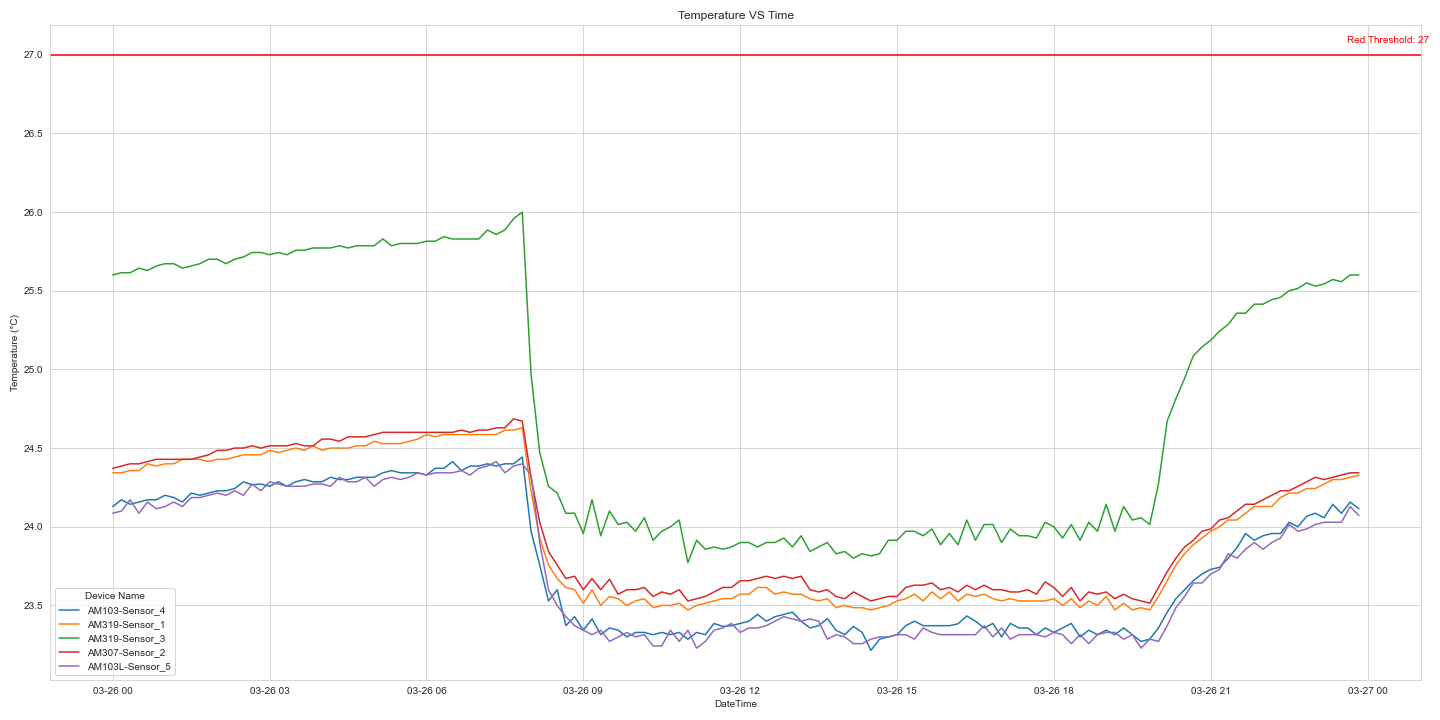 Temperature VS Time
Red Threshold: 27
27.0
26.5
26.0
25.5
25.0
24.5
24.0
23.5
Temperature (°C)
Device Name
AM103-Sensor_4
AM319-Sensor_1
AM319-Sensor_3
AM307-Sensor_2
AM103L-Sensor_5
03-26 00 03-26 03 03-26 06 03-26 09 03-26 12 03-26 15 03-26 18 03-26 21 03-27 00
DateTime